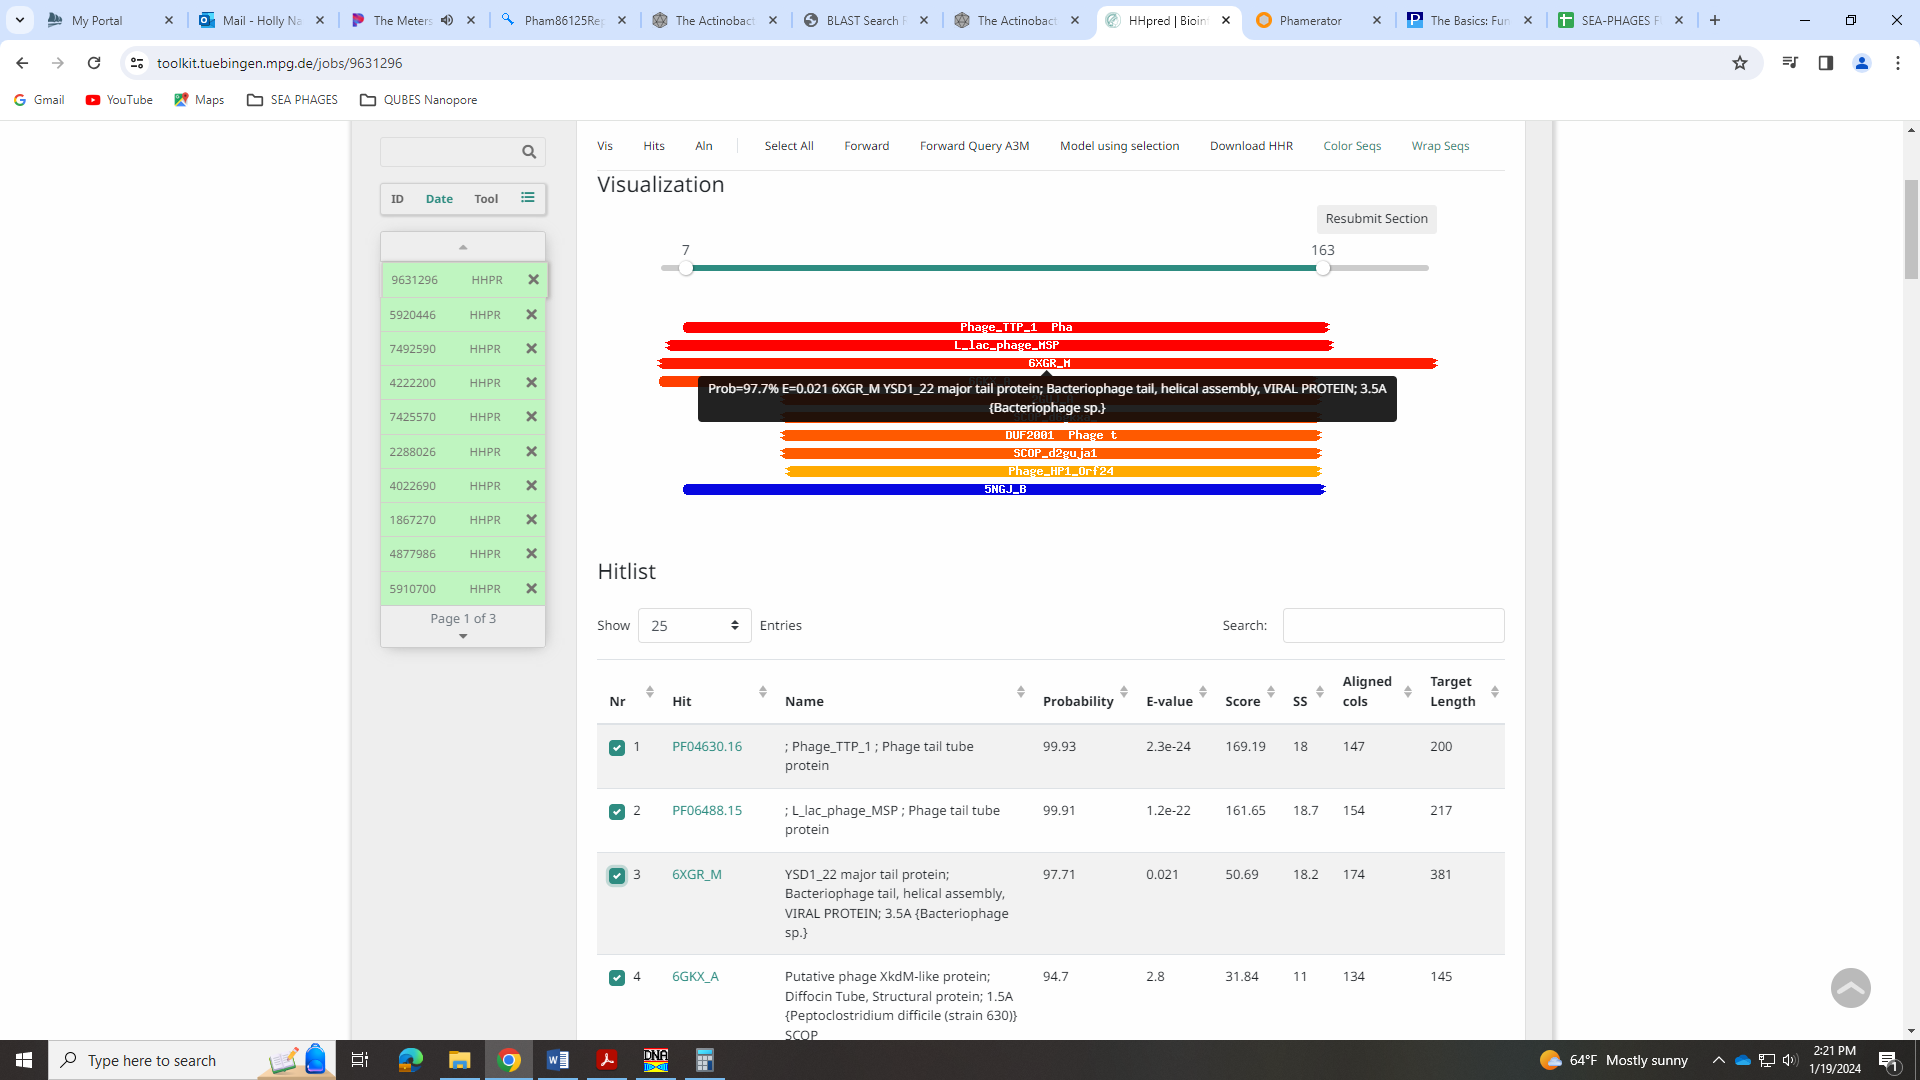 My Portal
Mail - Holly Na
The Meters
Pham86125Rep
The Actinobact
BLAST Search R
The Actinobact
HHpred | Bioinf
Phamerator
The Basics: Fun
SEA-PHAGES F
toolkit.tuebingen.mpg.de/jobs/9631296
Gmail
YouTube
Maps
SEA PHAGES
QUBES Nanopore
Vis Hits Aln Select All Forward Forward Query A3M Model using selection Download HHR Color Seqs Wrap Seqs
Visualization
Resubmit Section
7 163
Phage_TTP_1 Pha
L_lac_phage_MSP
6XGR_M
Prob=97.7% E=0.021 6XGR_M YSD1_22 major tail protein; Bacteriophage tail, helical assembly, VIRAL PROTEIN; 3.5A
{Bacteriophage sp.}
DUF2001 Phage t
SCOP_d2guja1
Phage_HP1_Orf24
5NGJ_B
ID Date Tool
9631296 HHPR
5920446 HHPR
7492590 HHPR
4222200 HHPR
7425570 HHPR
2288026 HHPR
4022690 HHPR
1867270 HHPR
4877986 HHPR
5910700 HHPR
Page 1 of 3
Hitlist
Show 25 Entries Search:
Nr Hit Name Probability E-value Score SS Aligned cols Target Length
1 PF04630.16 ; Phage_TTP_1 ; Phage tail tube 99.93 2.3e-24 169.19 18 147 200
protein
2 PF06488.15 ; L_lac_phage_MSP ; Phage tail tube 99.91 1.2e-22 161.65 18.7 154 217
protein
3 6XGR_M YSD1_22 major tail protein; 97.71 0.021 50.69 18.2 174 381
Bacteriophage tail, helical assembly,
VIRAL PROTEIN; 3.5A {Bacteriophage
sp.}
4 6GKX_A Putative phage XkdM-like protein; 94.7 2.8 31.84 11 134 145
Diffocin Tube, Structural protein; 1.5A
{Peptoclostridium difficile (strain 630)}
SCOP
Type here to search
DNA
64°F Mostly sunny
2:21 PM
1/19/2024
1